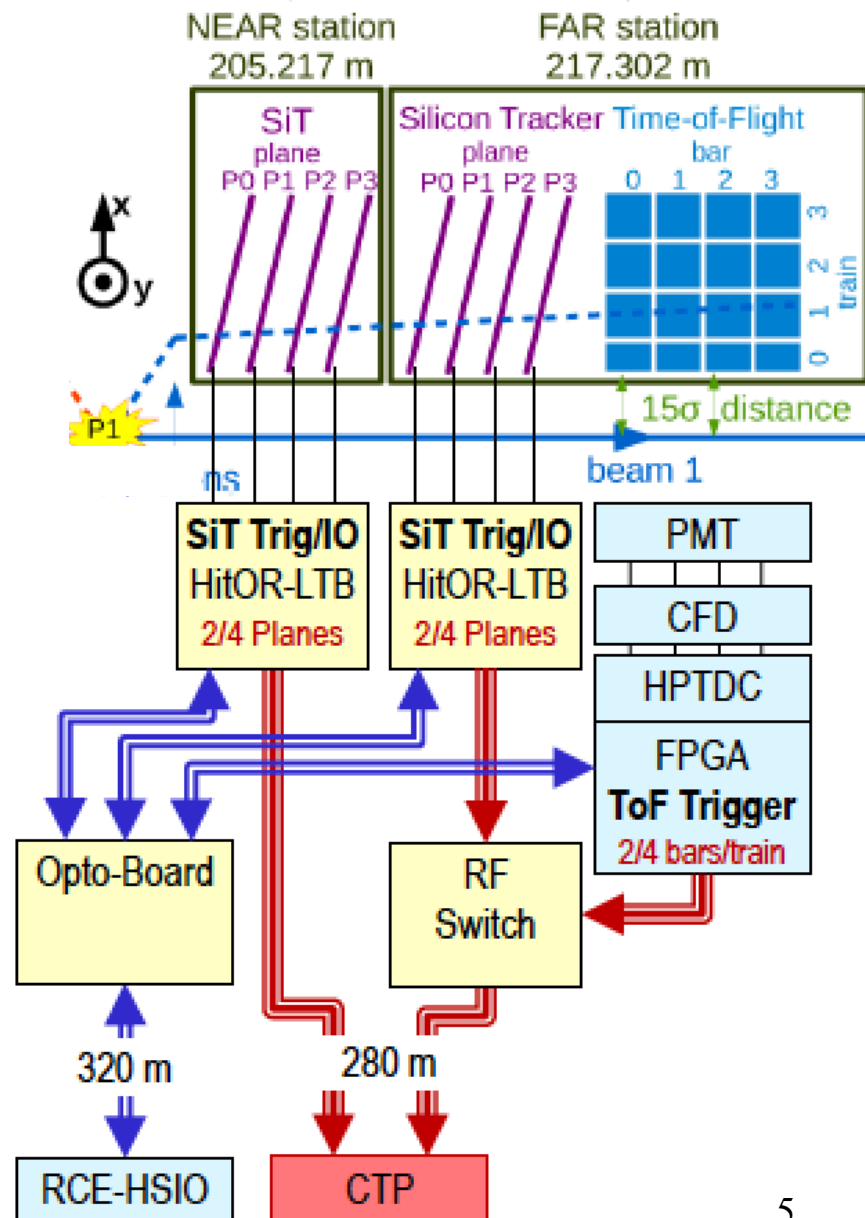 NEAR station
205.217 m
FAR station
217.302 m
SiT
plane
P0 P1 P2 P3
Silicon Tracker
plane
P0 P1 P2 P3
Time-of-Flight
bar
0 1 2 3
3
2
1
0
train
x
y
P1
15σ distance
ns
beam 1
SiT Trig/IO
HitOR-LTB
2/4 Planes
SiT Trig/IO
HitOR-LTB
2/4 Planes
PMT
CFD
HPTDC
FPGA
ToF Trigger
2/4 bars/train
Opto-Board
RF
Switch
320 m
280 m
RCE-HSIO
CTP
5